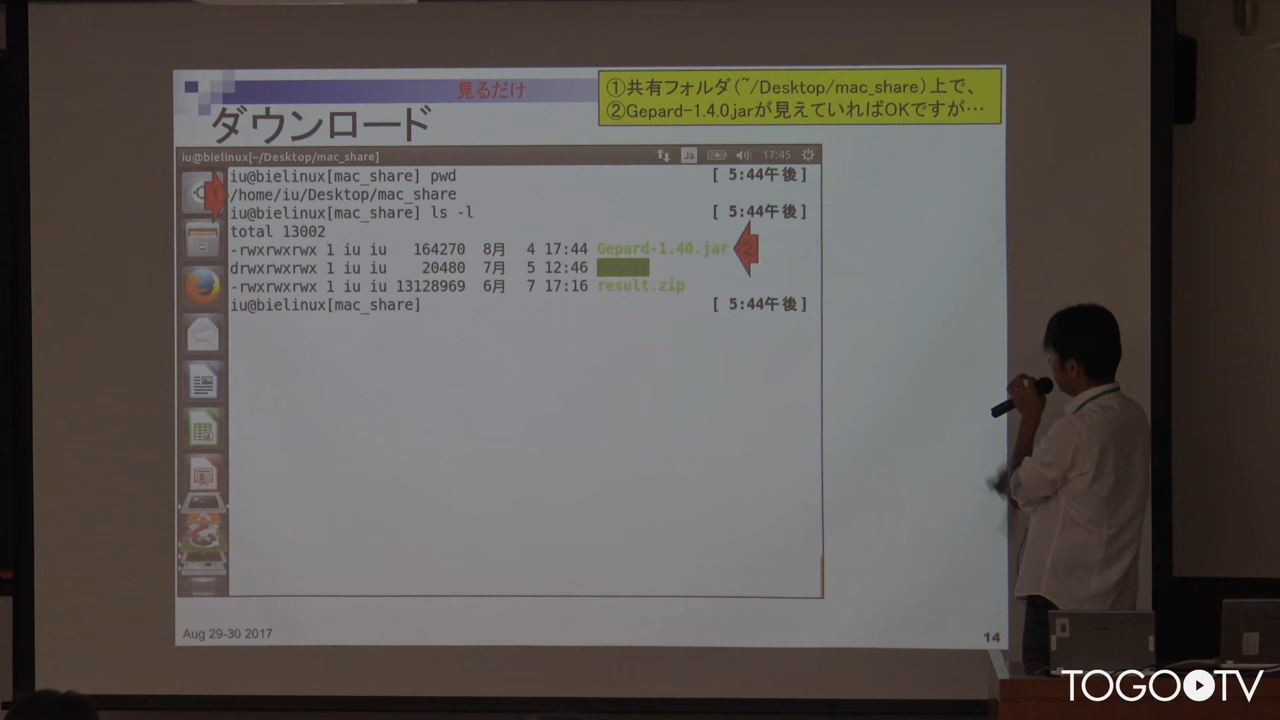 見るだけ
①共有フォルダ(~/Desktop/mac_share)上で、
②Gepard-1.4.0.jarが見えていればOKですが…
ダウンロード
iu@bielinux[~/Desktop/mac_share]
Ja
17:45
iu@bielinux[mac_share] pwd [ 5:44午後]
/home/iu/Desktop/mac_share
iu@bielinux[mac_share] ls -l [ 5:44午後]
total 13002
-rwxrwxrwx 1 iu iu 164270 8月 4 17:44 Gepard-1.40.jar
drwxrwxrwx 1 iu iu 20480 7月 5 12:46
-rwxrwxrwx 1 iu iu 13128969 6月 7 17:16 result.zip
iu@bielinux[mac_share] [ 5:44午後]
1
2
Aug 29-30 2017
14
TOGOTV